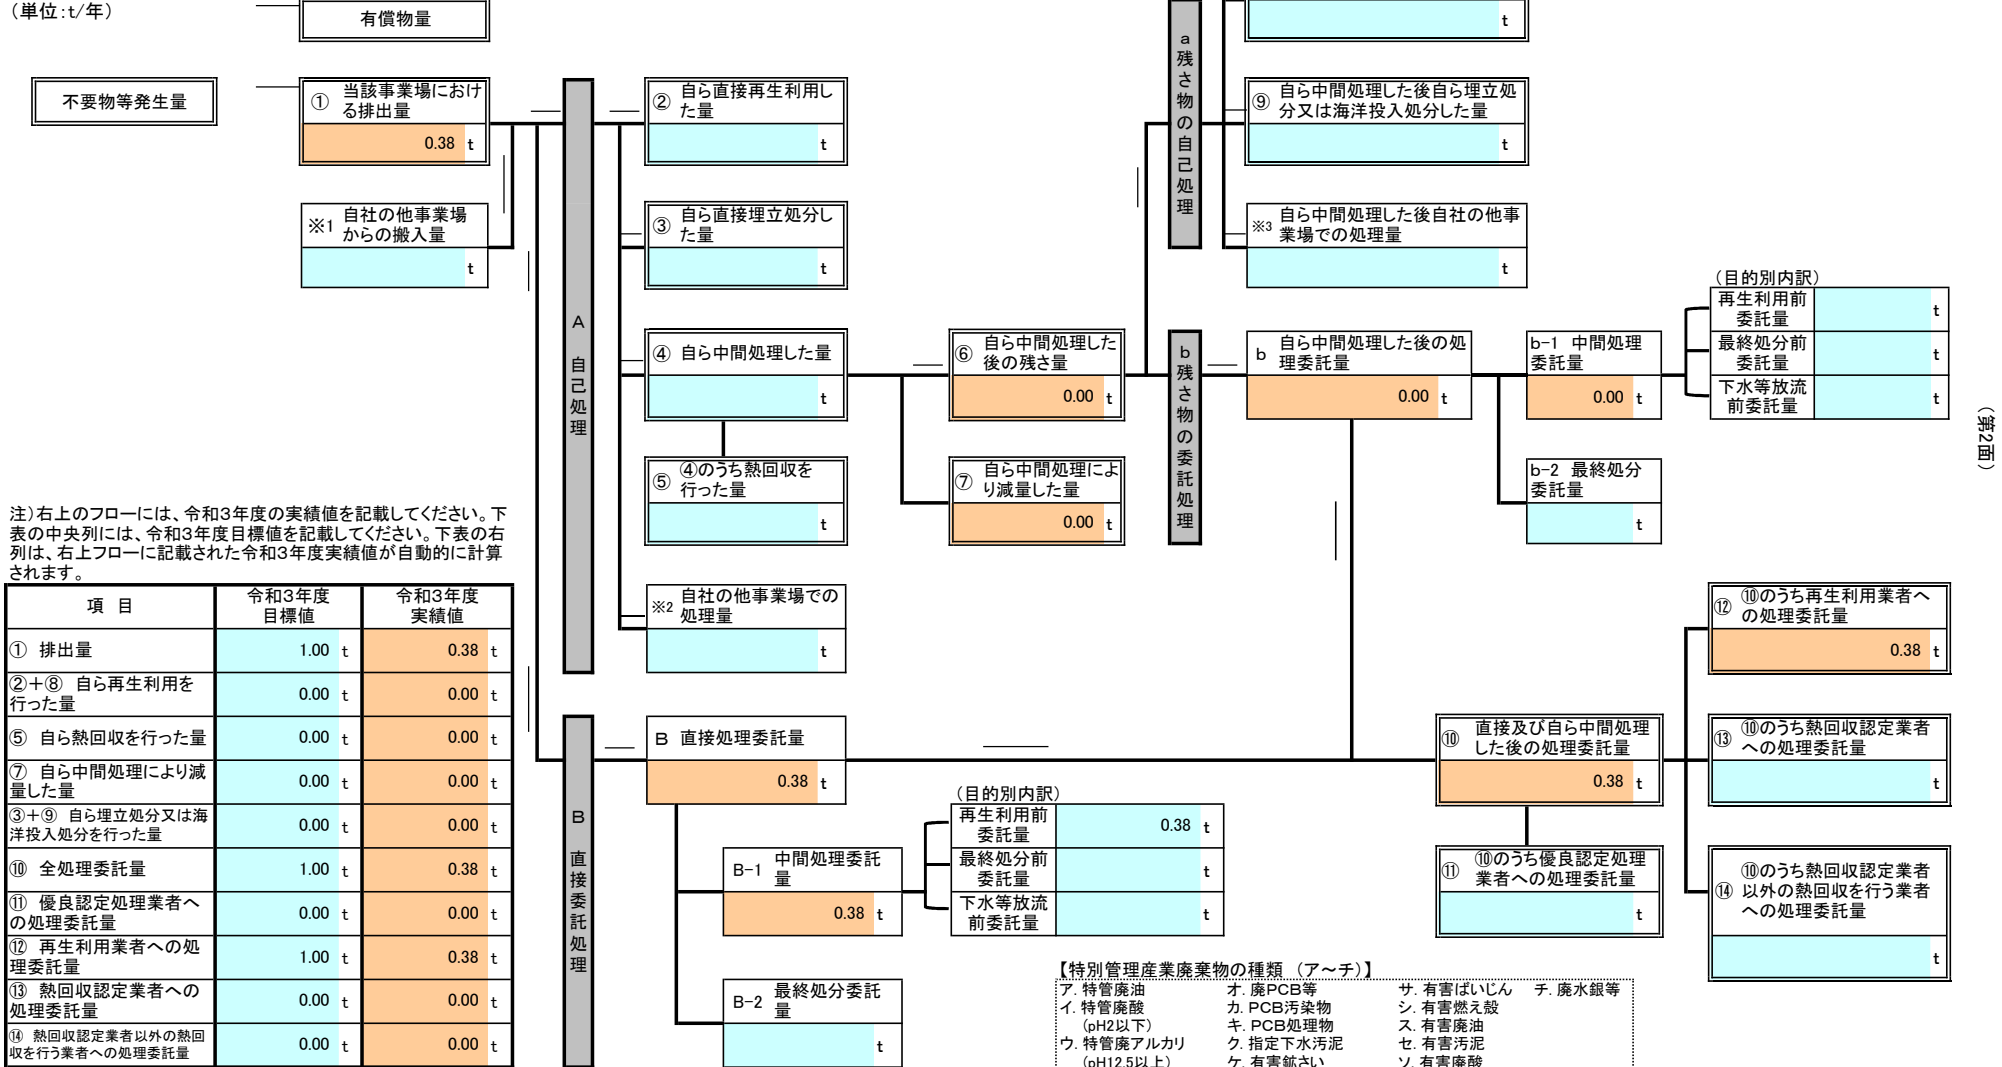 （単位：t/年）
有償物量
t
不要物等発生量
① 当該事業場におけ
る排出量
0.38 t
② 自ら直接再生利用し
た量
t
a 残さ物の自己処理
⑨ 自ら中間処理した後自ら埋立処
分又は海洋投入処分した量
t
※1 自社の他事業場
からの搬入量
t
③ 自ら直接埋立処分し
た量
t
※3 自ら中間処理した後自社の他事
業場での処理量
t
A 自己処理
④ 自ら中間処理した量
t
⑥ 自ら中間処理した
後の残さ量
0.00 t
b 残さ物の委託処理
b 自ら中間処理した後の処
理委託量
0.00 t
b-1 中間処理
委託量
0.00 t
（目的別内訳）
再生利用前
委託量
t
最終処分前
委託量
t
下水等放流
前委託量
t
（第2面）
⑤ ④のうち熱回収を
行った量
t
⑦ 自ら中間処理によ
り減量した量
0.00 t
b-2 最終処分
委託量
t
注）右上のフローには、令和3年度の実績値を記載してください。下
表の中央列には、令和3年度目標値を記載してください。下表の右
列は、右上フローに記載された令和3年度実績値が自動的に計算
されます。
項 目
令和3年度
目標値
令和3年度
実績値
① 排出量 1.00 t 0.38 t
②＋⑧ 自ら再生利用を
行った量 0.00 t 0.00 t
⑤ 自ら熱回収を行った量 0.00 t 0.00 t
⑦ 自ら中間処理により減
量した量 0.00 t 0.00 t
③＋⑨ 自ら埋立処分又は海
洋投入処分を行った量 0.00 t 0.00 t
⑩ 全処理委託量 1.00 t 0.38 t
⑪ 優良認定処理業者へ
の処理委託量 0.00 t 0.00 t
⑫ 再生利用業者への処
理委託量 1.00 t 0.38 t
⑬ 熱回収認定業者への
処理委託量 0.00 t 0.00 t
⑭ 熱回収認定業者以外の熱回
収を行う業者への処理委託量 0.00 t 0.00 t
※2 自社の他事業場での
処理量
t
B 直接委託処理
B 直接処理委託量
0.38 t
B-1 中間処理委託
量
0.38 t
（目的別内訳）
再生利用前
委託量
0.38 t
最終処分前
委託量
t
下水等放流
前委託量
t
B-2 最終処分委託
量
t
⑩ 直接及び自ら中間処理
した後の処理委託量
0.38 t
⑪ ⑩のうち優良認定処理
業者への処理委託量
t
⑫ ⑩のうち再生利用業者へ
の処理委託量
0.38 t
⑬ ⑩のうち熱回収認定業者
への処理委託量
t
⑭ ⑩のうち熱回収認定業者
以外の熱回収を行う業者
への処理委託量
t
【特別管理産業廃棄物の種類 （ア～チ）】
ア. 特管廃油 オ. 廃PCB等 サ. 有害ばいじん チ. 廃水銀等
イ. 特管廃酸 カ. PCB汚染物 シ. 有害燃え殻
（pH2以下） キ. PCB処理物 ス. 有害廃油
ウ. 特管廃アルカリ ク. 指定下水汚泥 セ. 有害汚泥
（pH12.5以上） ケ. 有害鉱さい ソ. 有害廃酸